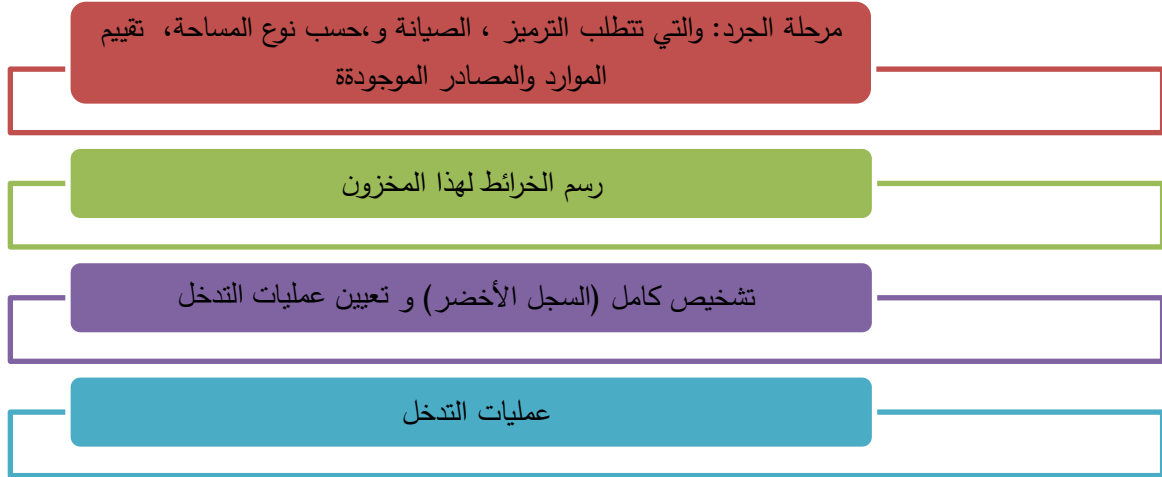 مرحلة الجرد: والتي تتطلب الترميز ، الصيانة و،حسب نوع المساحة، تقييم
الموارد والمصادر الموجودةة
رسم الخرائط لهذا المخزون
تشخيص كامل (السجل الأخضر) و تعيين عمليات التدخل
عمليات التدخل